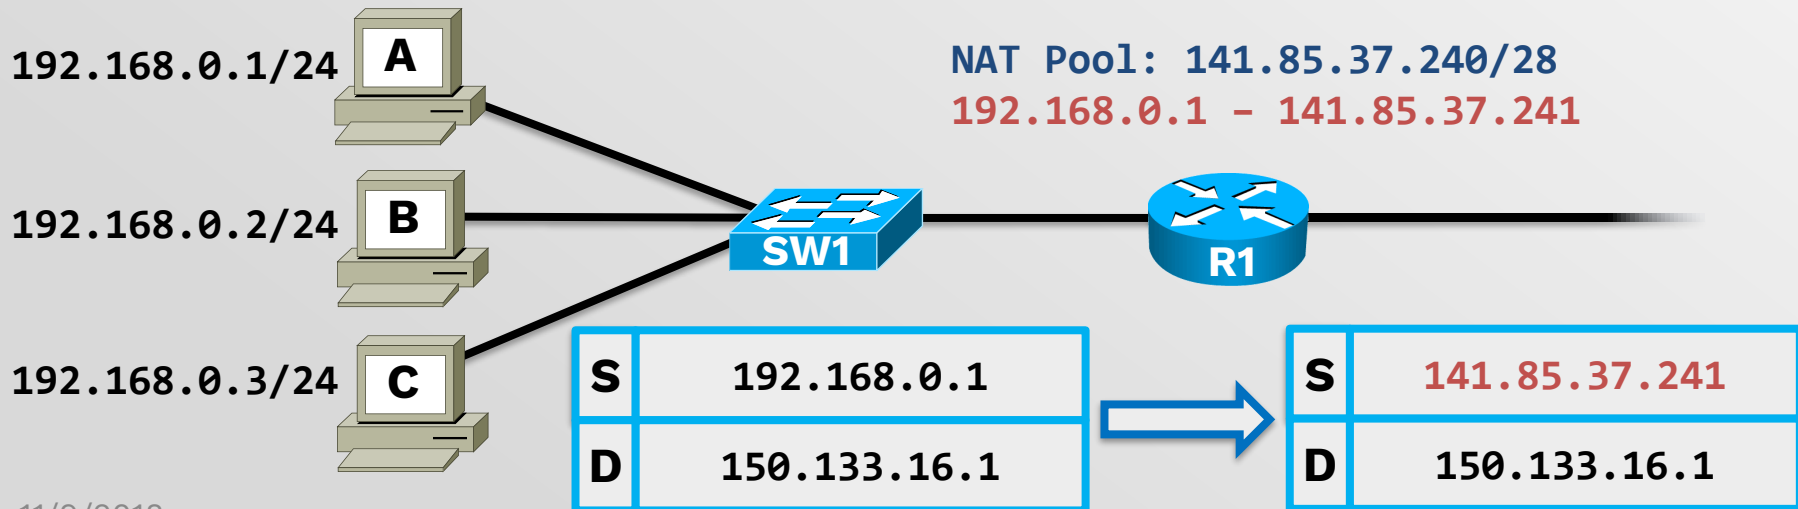 A
192.168.0.1/24
NAT Pool: 141.85.37.240/28
192.168.0.1 – 141.85.37.241
B
192.168.0.2/24
SW1
R1
C
192.168.0.3/24
S 192.168.0.1
D 150.133.16.1
S 141.85.37.241
D 150.133.16.1